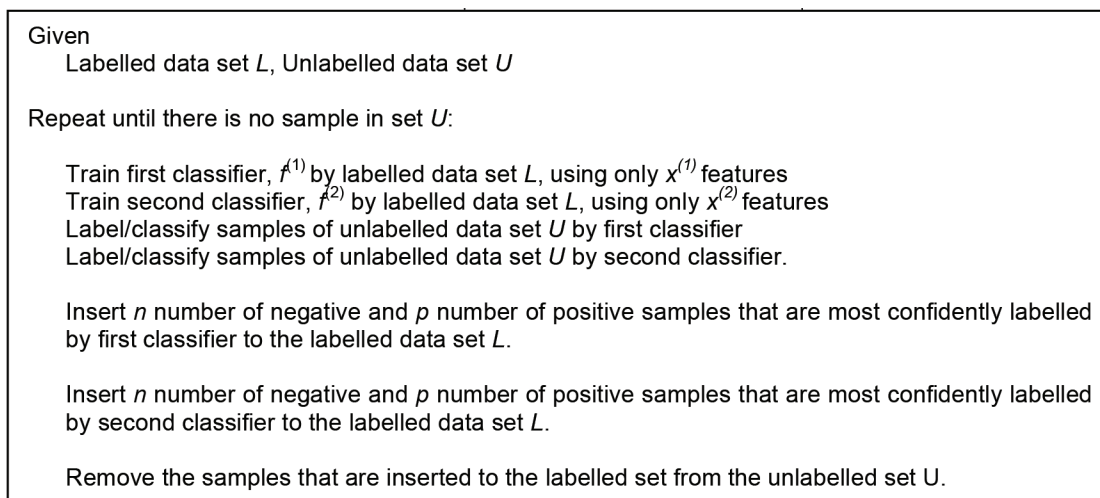 Given
Labelled data set L, Unlabelled data set U
Repeat until there is no sample in set U:
Train first classifier, f(1) by labelled data set L, using only x(1) features
Train second classifier, f(2) by labelled data set L, using only x(2) features
Label/classify samples of unlabelled data set U by first classifier
Label/classify samples of unlabelled data set U by second classifier.
Insert n number of negative and p number of positive samples that are most confidently labelled
by first classifier to the labelled data set L.
Insert n number of negative and p number of positive samples that are most confidently labelled
by second classifier to the labelled data set L.
Remove the samples that are inserted to the labelled set from the unlabelled set U.